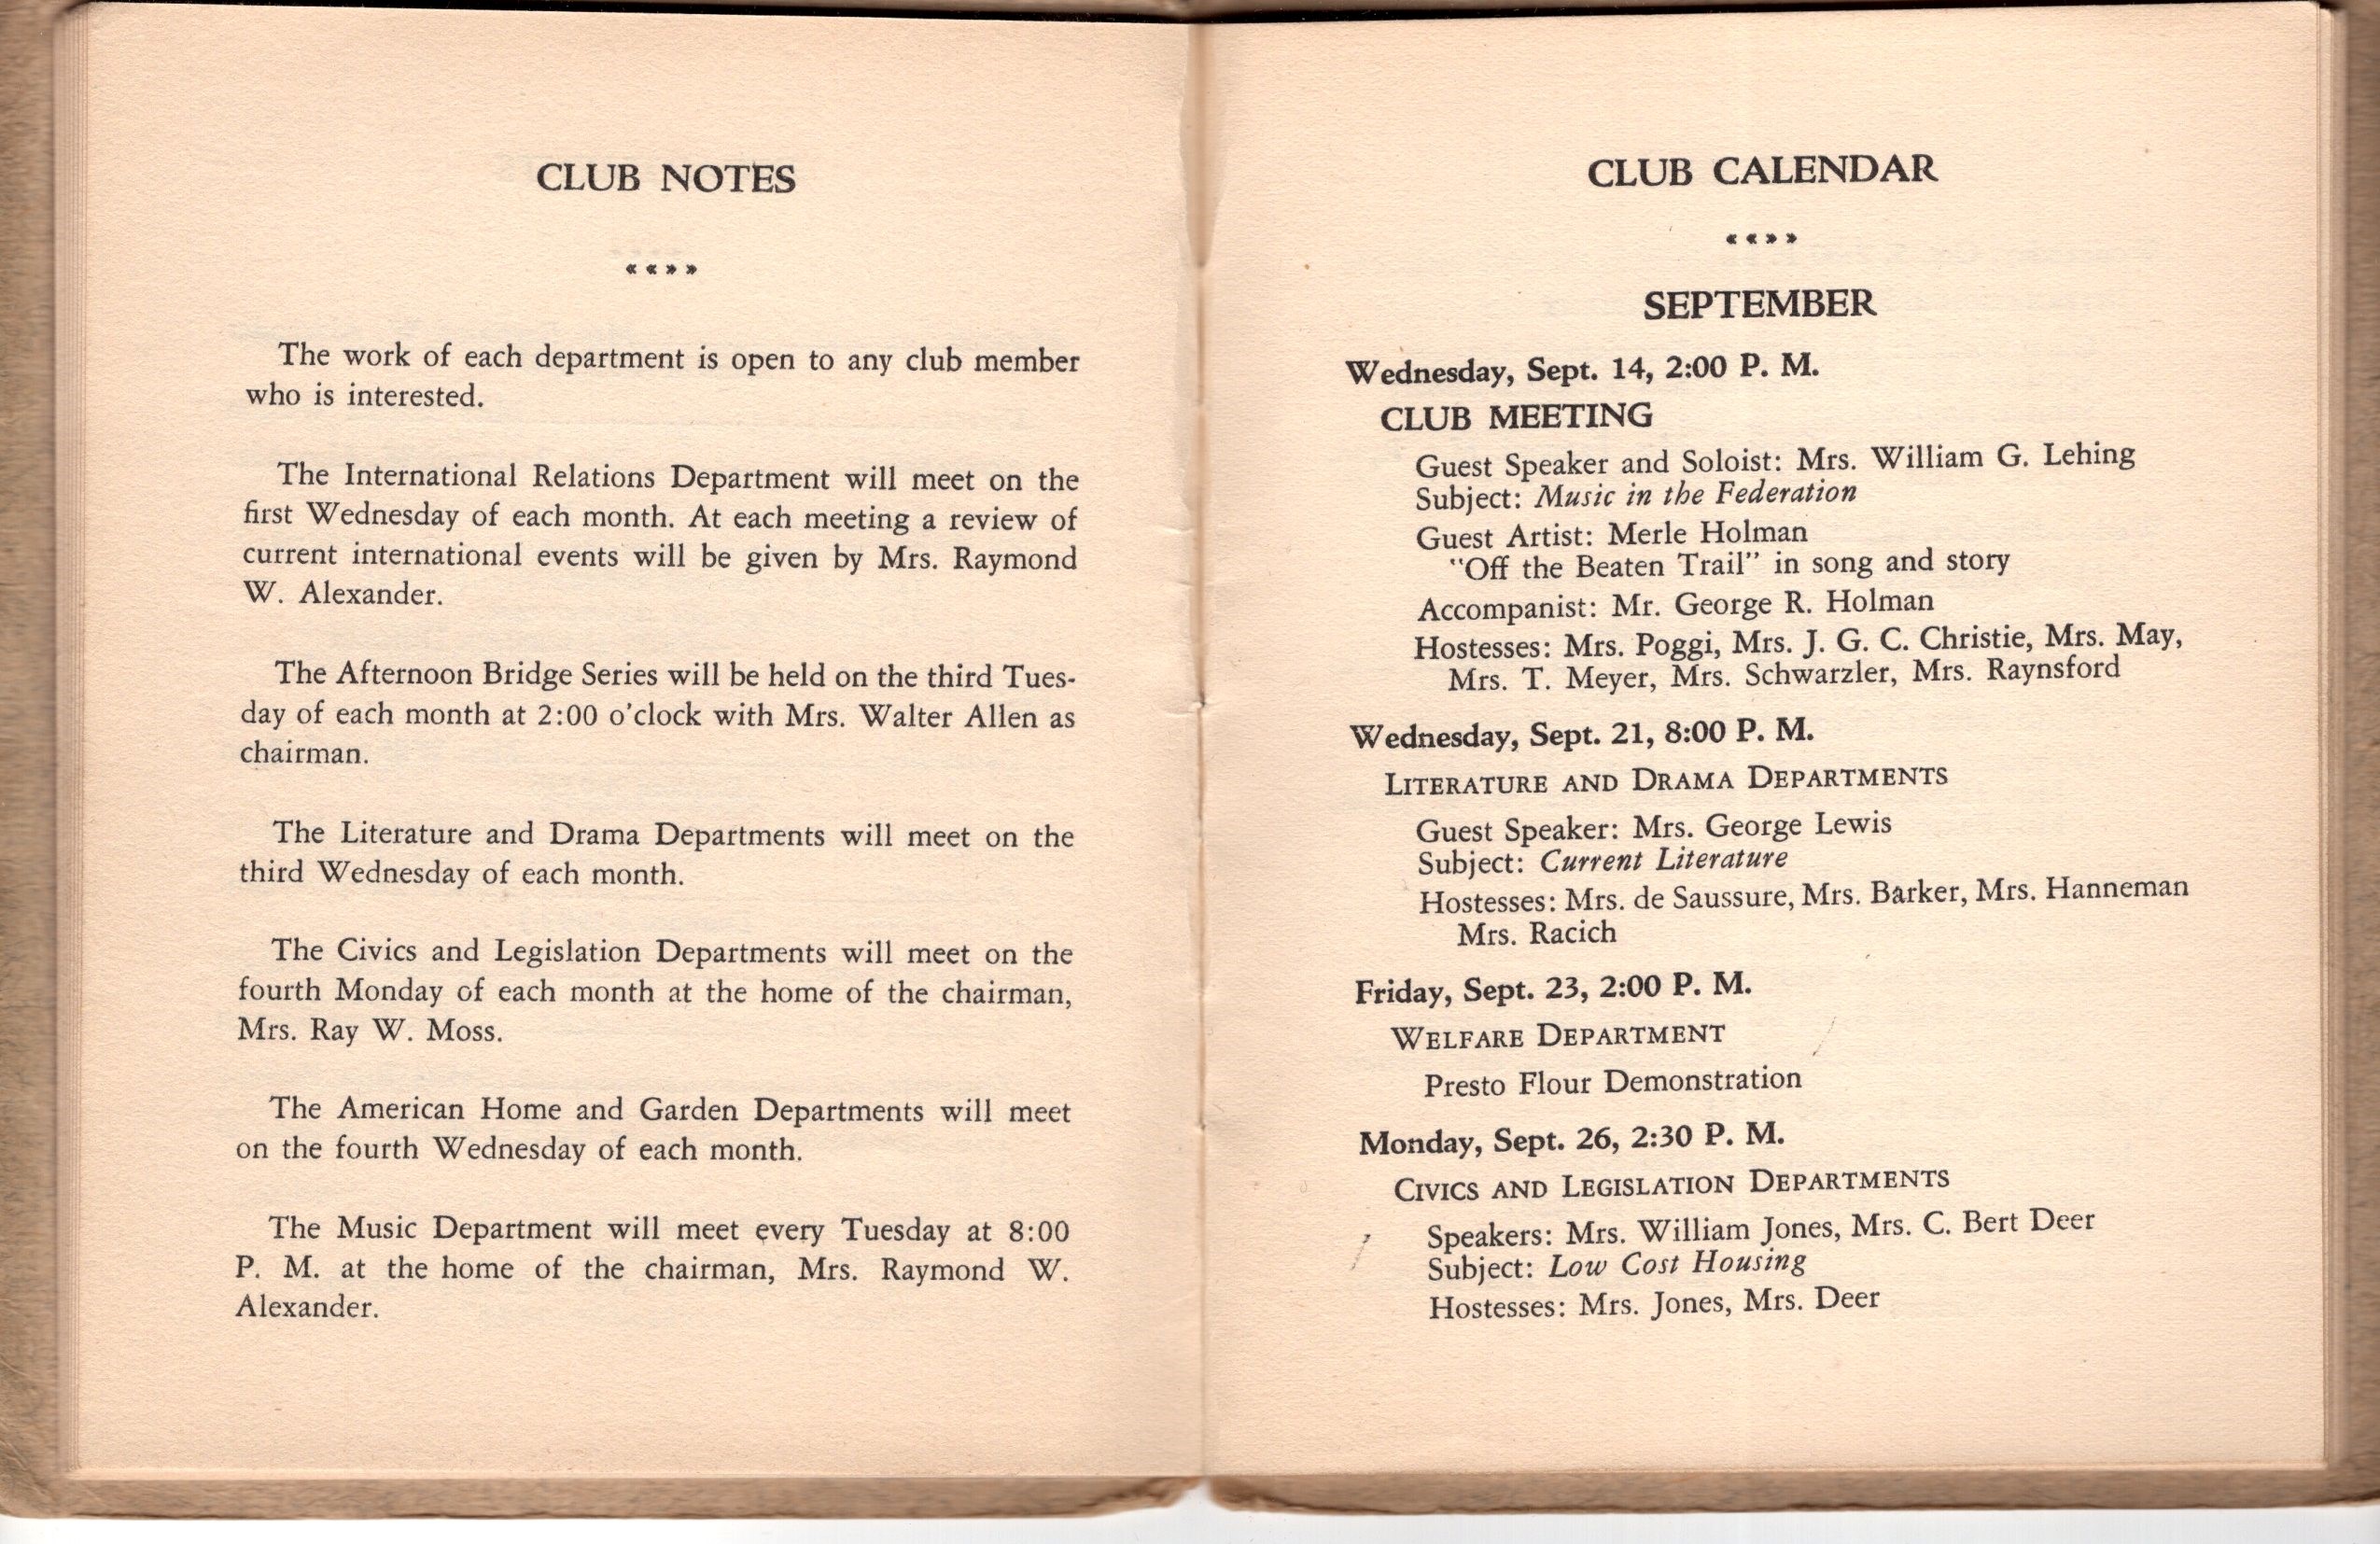 CLUB NOTES
« « » »
The work of each department is open to any club member
who is interested.
The International Relations Department will meet on the
first Wednesday of each month. At each meeting a review of
current international events will be given by Mrs. Raymond
W. Alexander.
The Afternoon Bridge Series will be held on the third Tues-
day of each month at 2:00 o'clock with Mrs. Walter Allen as
chairman.
The Literature and Drama Departments will meet on the
third Wednesday of each month.
The Civics and Legislation Departments will meet on the
fourth Monday of each month at the home of the chairman,
Mrs. Ray W. Moss.
The American Home and Garden Departments will meet
on the fourth Wednesday of each month.
The Music Department will meet every Tuesday at 8:00
P. M. at the home of the chairman, Mrs. Raymond W.
Alexander.
CLUB CALENDAR
« « » »
SEPTEMBER
Wednesday, Sept. 14, 2:00 P. M.
CLUB MEETING
Guest Speaker and Soloist: Mrs. William G. Lehing
Subject: Music in the Federation
Guest Artist: Merle Holman
"Off the Beaten Trail" in song and story
Accompanist: Mr. George R. Holman
Hostesses: Mrs. Poggi, Mrs. J. G. C. Christie, Mrs. May,
Mrs. T. Meyer, Mrs. Schwarzler, Mrs. Raynsford
Wednesday, Sept. 21, 8:00 P. M.
LITERATURE AND DRAMA DEPARTMENTS
Guest Speaker: Mrs. George Lewis
Subject: Current Literature
Hostesses: Mrs. de Saussure, Mrs. Barker, Mrs. Hanneman
Mrs. Racich
Friday, Sept. 23, 2:00 P. M.
WELFARE DEPARTMENT
Presto Flour Demonstration
Monday, Sept. 26, 2:30 P. M.
CIVICS AND LEGISLATION DEPARTMENTS
Speakers: Mrs. William Jones, Mrs. C. Bert Deer
Subject: Low Cost Housing
Hostesses: Mrs. Jones, Mrs. Deer